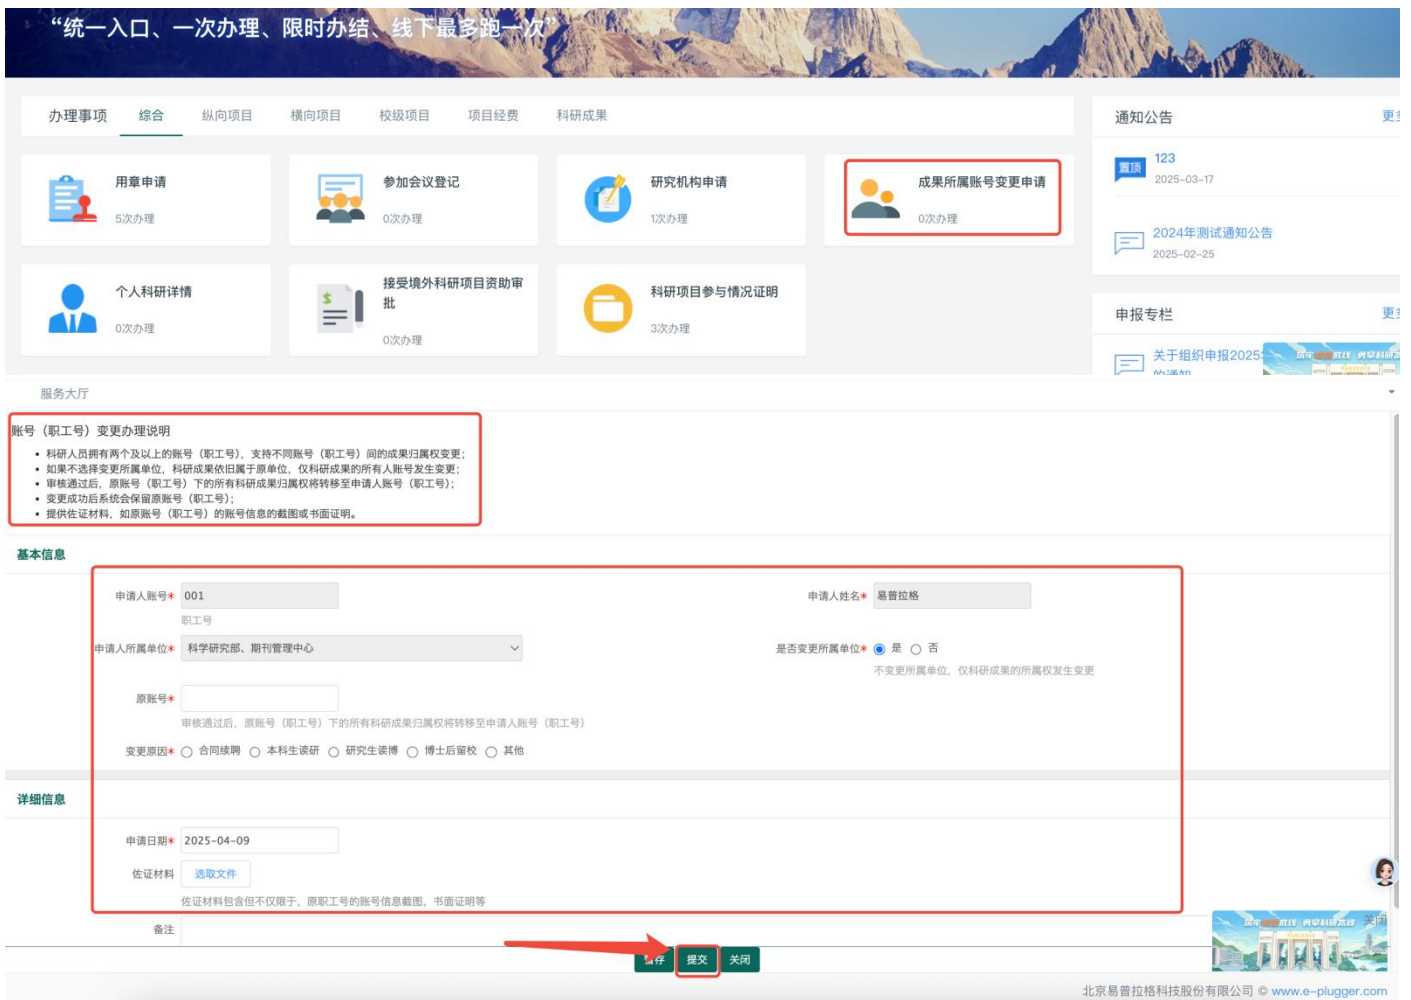 “统一入口、一次办理、限时办结、线下最多跑一次”
办理事项 综合 纵向项目 横向项目 校级项目 项目经费 科研成果
通知公告 更多
用章申请
5次办理
参加会议登记
0次办理
研究机构申请
1次办理
成果所属账号变更申请
0次办理
置顶
123
2025-03-17
2024年测试通知公告
2025-02-25
个人科研详情
0次办理
接受境外科研项目资助审
批
0次办理
科研项目参与情况证明
3次办理
申报专栏 更多
关于组织申报2025
的通知
服务大厅
账号（职工号）变更办理说明
• 科研人员拥有两个及以上的账号（职工号），支持不同账号（职工号）间的成果归属权变更；
• 如果不选择变更所属单位，科研成果依旧属于原单位，仅科研成果的所有人账号发生变更；
• 审核通过后，原账号（职工号）下的所有科研成果归属权将转移至申请人账号（职工号）；
• 变更成功后系统会保留原账号（职工号）；
• 提供佐证材料，如原账号（职工号）的账号信息的截图或书面证明。
基本信息
申请人账号* 001
职工号
申请人姓名* 易普拉格
申请人所属单位* 科学研究部、期刊管理中心
是否变更所属单位* 是 否
不变更所属单位，仅科研成果的所属权发生变更
原账号*
审核通过后，原账号（职工号）下的所有科研成果归属权将转移至申请人账号（职工号）
变更原因* 合同续聘 本科生读研 研究生读博 博士后留校 其他
详细信息
申请日期* 2025-04-09
佐证材料 选取文件
佐证材料包含但不仅限于，原职工号的账号信息截图，书面证明等
备注
关闭
暂存 提交 关闭
北京易普拉格科技股份有限公司 © www.e-plugger.com